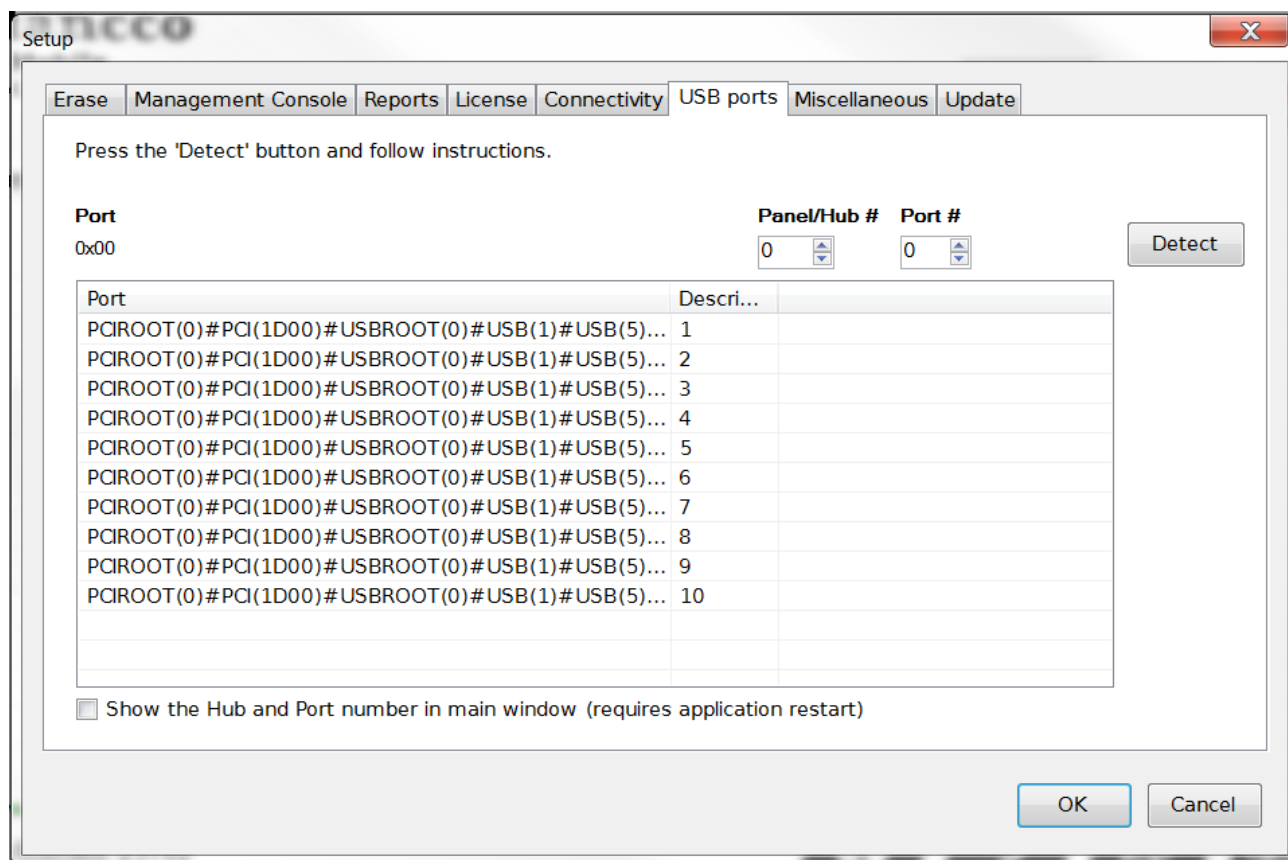 Setup
Erase Management Console Reports License Connectivity USB ports Miscellaneous Update
Press the 'Detect' button and follow instructions.
Port Panel/Hub # Port #
0x00 0 0 Detect
Port Descri...
PCIROOT(0)#PCI(1D00)#USBROOT(0)#USB(1)#USB(5)... 1
PCIROOT(0)#PCI(1D00)#USBROOT(0)#USB(1)#USB(5)... 2
PCIROOT(0)#PCI(1D00)#USBROOT(0)#USB(1)#USB(5)... 3
PCIROOT(0)#PCI(1D00)#USBROOT(0)#USB(1)#USB(5)... 4
PCIROOT(0)#PCI(1D00)#USBROOT(0)#USB(1)#USB(5)... 5
PCIROOT(0)#PCI(1D00)#USBROOT(0)#USB(1)#USB(5)... 6
PCIROOT(0)#PCI(1D00)#USBROOT(0)#USB(1)#USB(5)... 7
PCIROOT(0)#PCI(1D00)#USBROOT(0)#USB(1)#USB(5)... 8
PCIROOT(0)#PCI(1D00)#USBROOT(0)#USB(1)#USB(5)... 9
PCIROOT(0)#PCI(1D00)#USBROOT(0)#USB(1)#USB(5)... 10
Show the Hub and Port number in main window (requires application restart)
OK Cancel